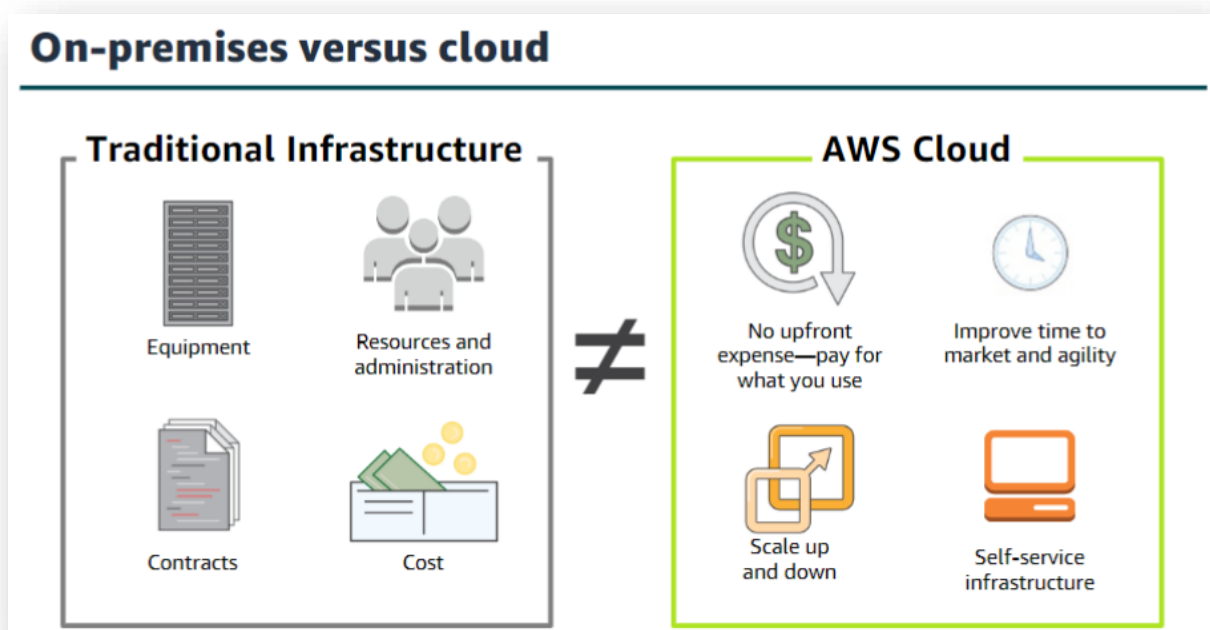 On-premises versus cloud
Traditional Infrastructure
Equipment
Resources and
administration
Contracts
Cost
≠
AWS Cloud
$
No upfront
expense—pay for
what you use
Improve time to
market and agility
Scale up
and down
Self-service
infrastructure